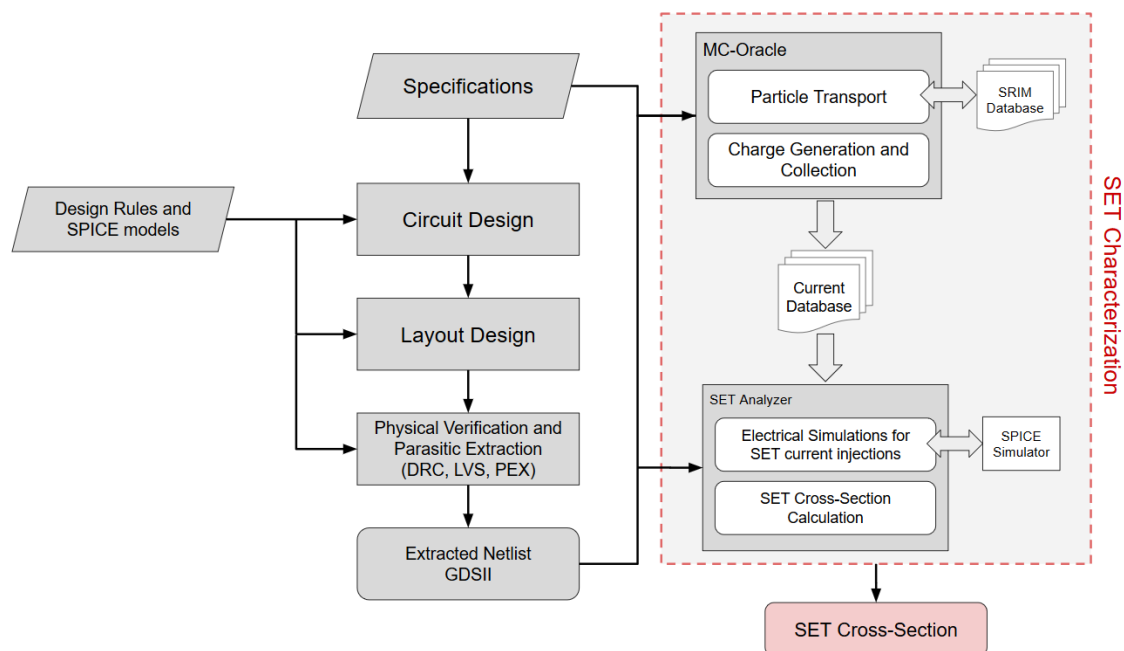 Specifications
Design Rules and
SPICE models
Circuit Design
Layout Design
Physical Verification and
Parasitic Extraction
(DRC, LVS, PEX)
Extracted Netlist
GDSII
MC-Oracle
Particle Transport
SRIM
Database
Charge Generation and
Collection
Current
Database
SET Analyzer
Electrical Simulations for
SET current injections
SPICE
Simulator
SET Cross-Section
Calculation
SET Characterization
SET Cross-Section